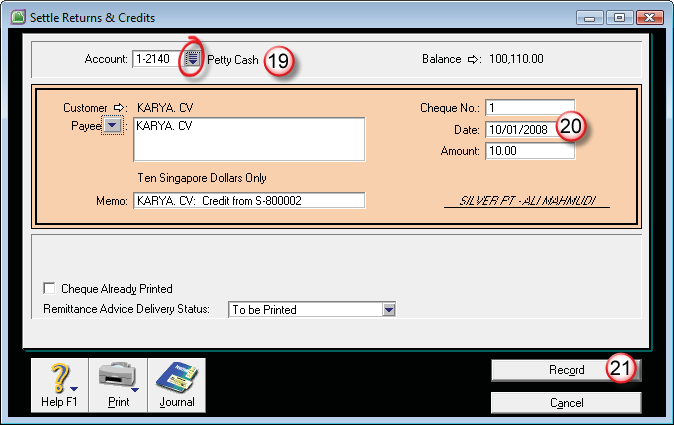 Settle Returns & Credits
Account: 1-2140 Petty Cash 19 Balance : 100,110.00
Customer : KARYA. CV
Payee : KARYA. CV
Cheque No.: 1
Date: 10/01/2008 20
Amount: 10.00
Ten Singapore Dollars Only
Memo: KARYA. CV: Credit from S-800002
SILVER PT - ALI MAHMUDI
Cheque Already Printed
Remittance Advice Delivery Status: To be Printed
Help F1 Print Journal
Record 21
Cancel